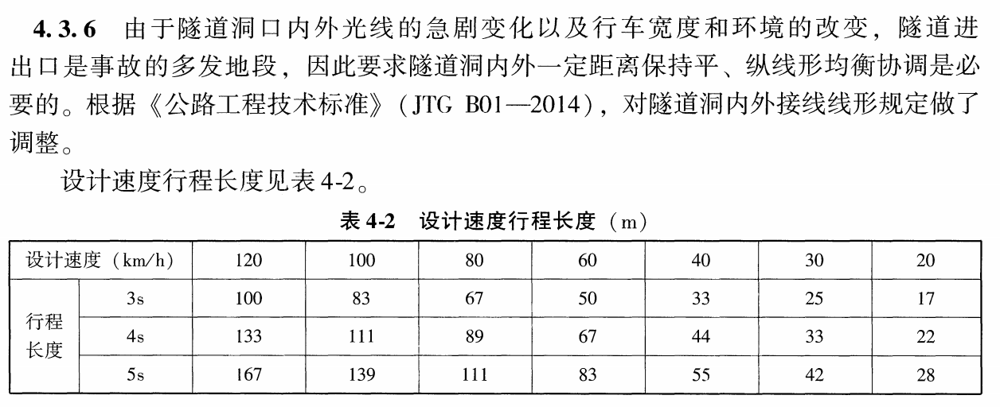 4.3.6 由于隧道洞口内外光线的急剧变化以及行车宽度和环境的改变，隧道进
出口是事故的多发地段，因此要求隧道洞内外一定距离保持平、纵线形均衡协调是必
要的。根据《公路工程技术标准》(JTG B01—2014)，对隧道洞内外接线线形规定做了
调整。
设计速度行程长度见表4-2。
表4-2 设计速度行程长度（m）
设计速度（km/h） 120 100 80 60 40 30 20
行程长度 3s 100 83 67 50 33 25 17
4s 133 111 89 67 44 33 22
5s 167 139 111 83 55 42 28